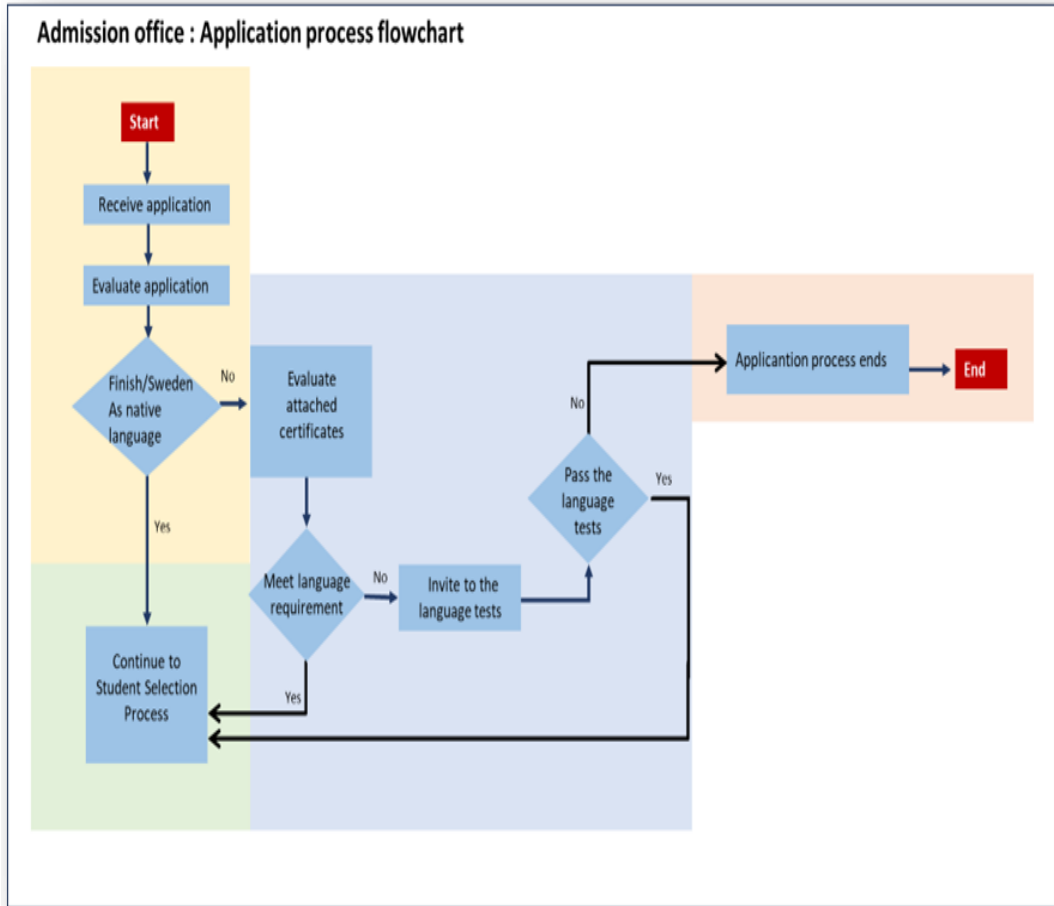 Admission office : Application process flowchart
Start
Receive application
Evaluate application
Finish/Sweden
As native
language
No
Yes
Evaluate
attached
certificates
Meet language
requirement
No
Yes
Invite to the
language tests
Pass the
language
tests
No
Yes
Applicantion process ends
End
Continue to
Student Selection
Process